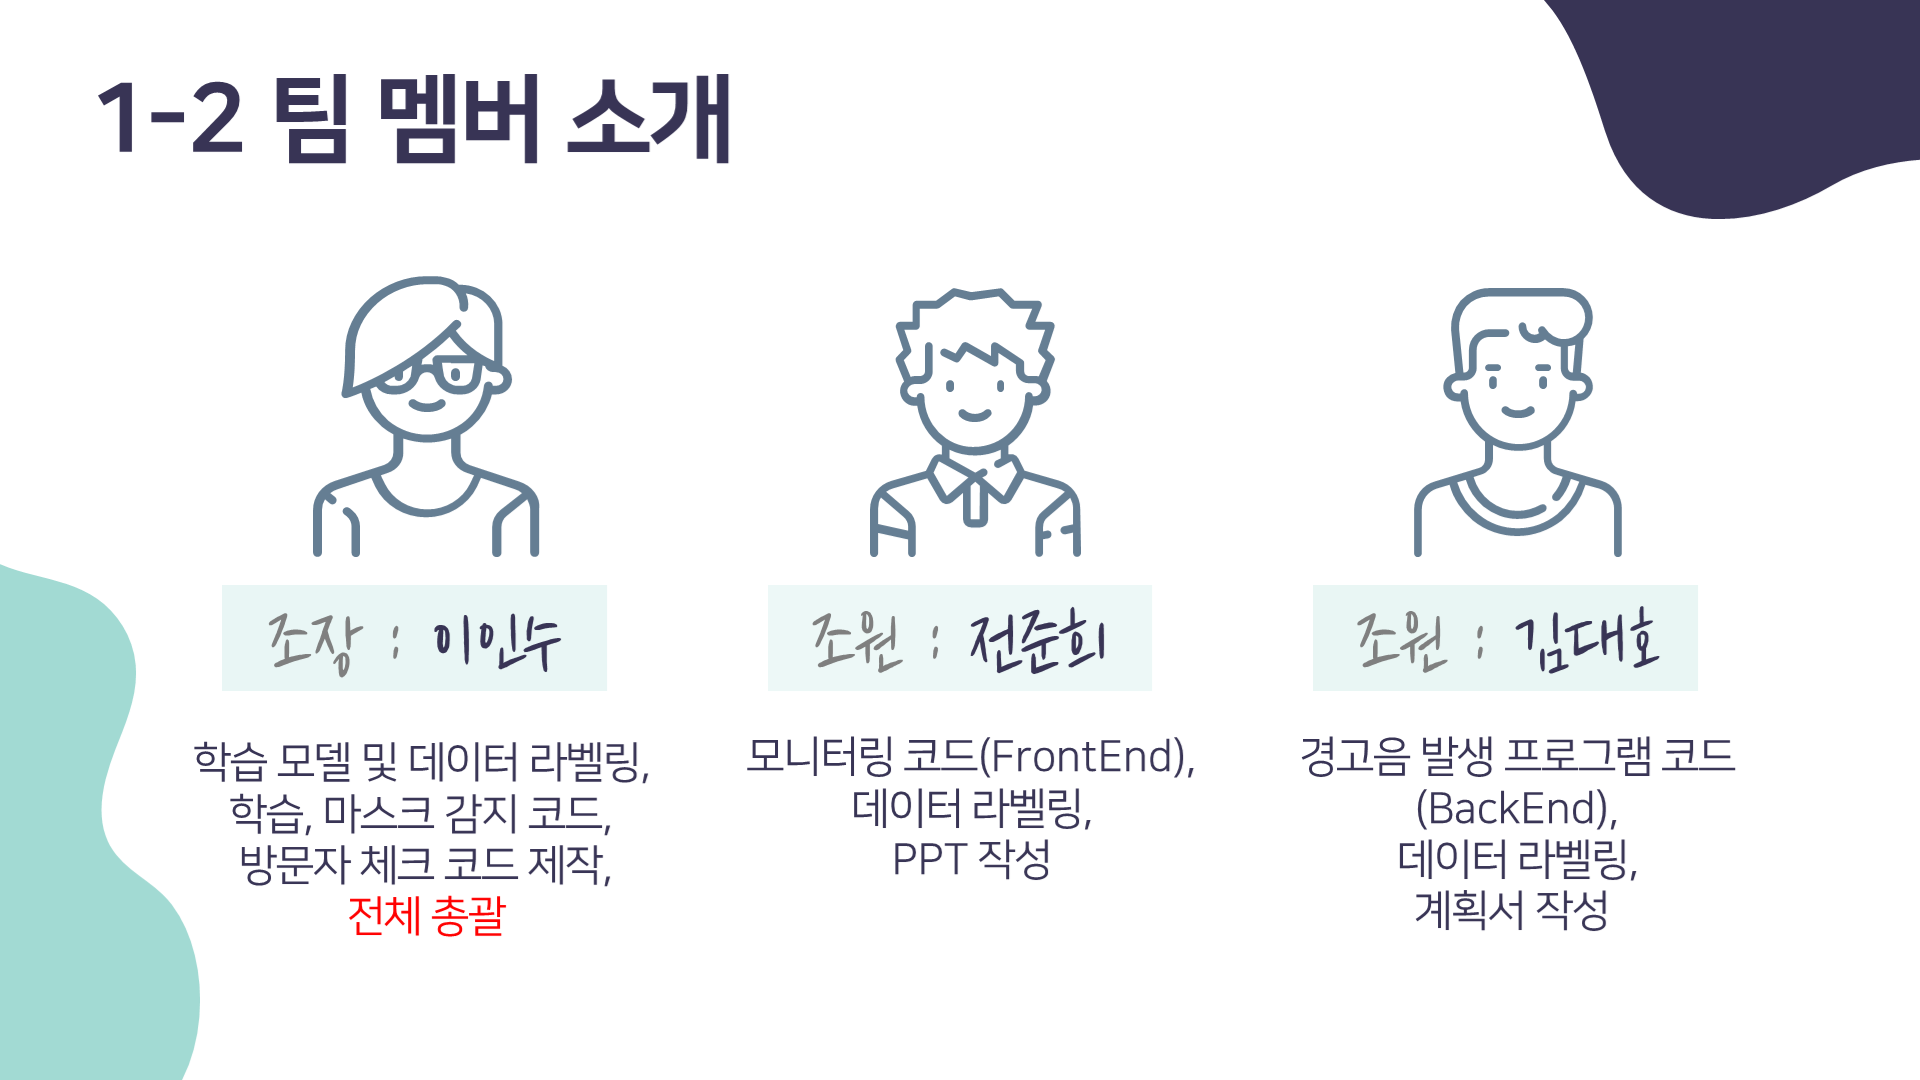 1-2 팀 멤버 소개
조장 : 이인수
학습 모델 및 데이터 라벨링,
학습, 마스크 감지 코드,
방문자 체크 코드 제작,
전체 총괄
조원 : 전준희
모니터링 코드(FrontEnd),
데이터 라벨링,
PPT 작성
조원 : 김대호
경고음 발생 프로그램 코드
(BackEnd),
데이터 라벨링,
계획서 작성